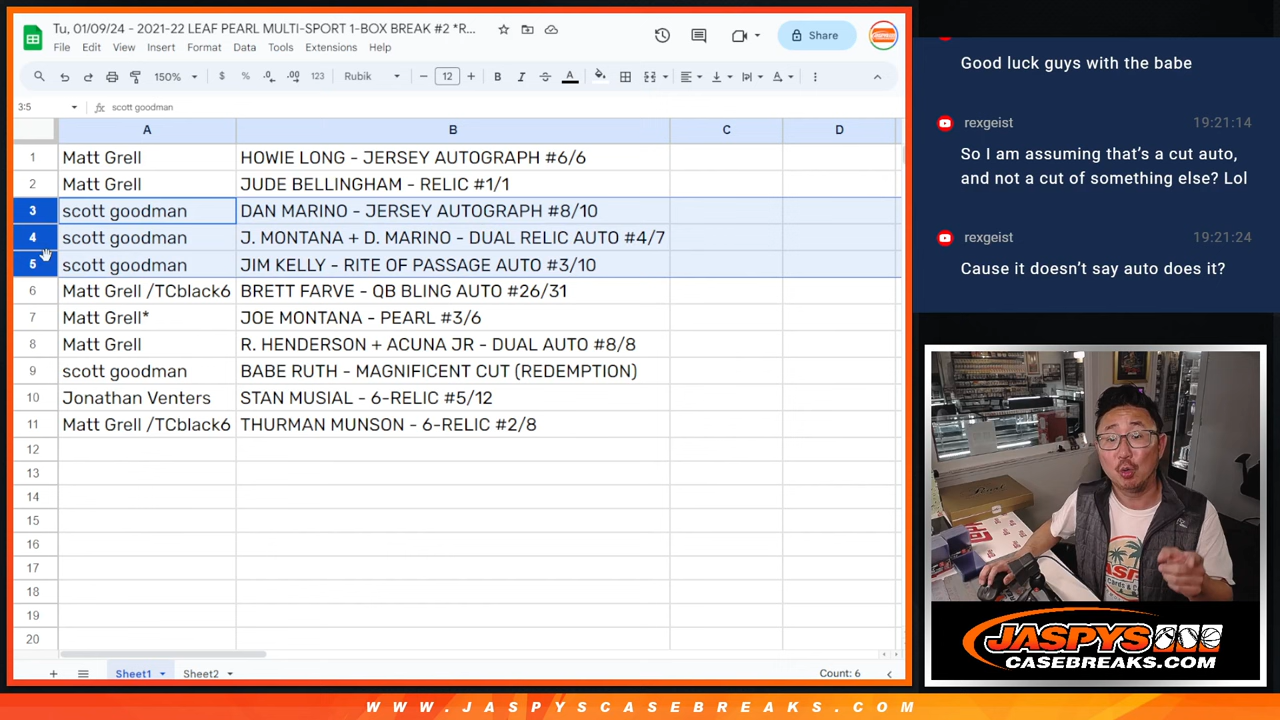 Tu, 01/09/24 - 2021-22 LEAF PEARL MULTI-SPORT 1-BOX BREAK #2 *R...
File Edit View Insert Format Data Tools Extensions Help
Share
150% $ % .0 .00 123 Rubik 12 B I A
3:5 fx scott goodman
A B C D
1 Matt Grell HOWIE LONG - JERSEY AUTOGRAPH #6/6
2 Matt Grell JUDE BELLINGHAM - RELIC #1/1
3 scott goodman DAN MARINO - JERSEY AUTOGRAPH #8/10
4 scott goodman J. MONTANA + D. MARINO - DUAL RELIC AUTO #4/7
5 scott goodman JIM KELLY - RITE OF PASSAGE AUTO #3/10
6 Matt Grell /TCblack6 BRETT FARVE - QB BLING AUTO #26/31
7 Matt Grell* JOE MONTANA - PEARL #3/6
8 Matt Grell R. HENDERSON + ACUNA JR - DUAL AUTO #8/8
9 scott goodman BABE RUTH - MAGNIFICENT CUT (REDEMPTION)
10 Jonathan Venters STAN MUSIAL - 6-RELIC #5/12
11 Matt Grell /TCblack6 THURMAN MUNSON - 6-RELIC #2/8
12
13
14
15
16
17
18
19
20
Sheet1 Sheet2 Count: 6
Good luck guys with the babe
rexgeist 19:21:14
So I am assuming that's a cut auto,
and not a cut of something else? Lol
rexgeist 19:21:24
Cause it doesn't say auto does it?
JASPYS
CASEBREAKS.COM
WWW.JASPYSCASEBREAKS.COM